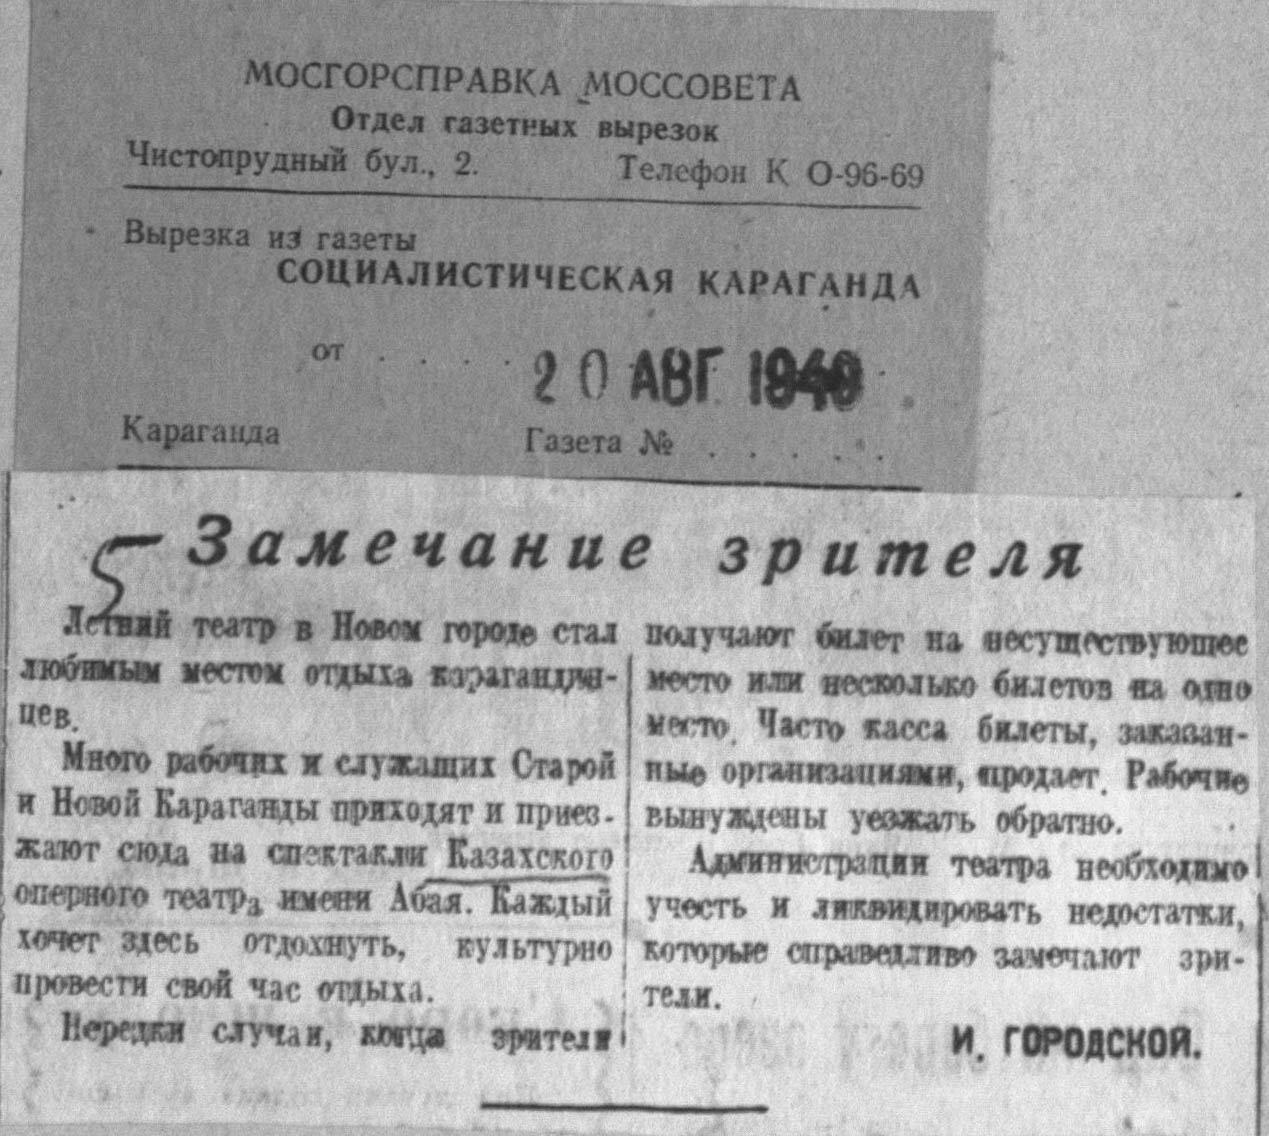 МОСГОРСПРАВКА МОССОВЕТА
Отдел газетных вырезок
Чистопрудный бул., 2. Телефон К 0-96-69
Вырезка из газеты
СОЦИАЛИСТИЧЕСКАЯ КАРАГАНДА
от . . . .
20 АВГ 1940
Караганда Газета № . . . . .
5
Замечание зрителя
Летний театр в Новом городе стал
любимым местом отдыха карагандин-
цев.
Много рабочих и служащих Старой
и Новой Караганды приходят и приез-
жают сюда на спектакли Казахского
оперного театра имени Абая. Каждый
хочет здесь отдохнуть, культурно
провести свой час отдыха.
Нередки случаи, когда зрители
получают билет на несуществующее
место или несколько билетов на одно
место. Часто касса билеты, заказан-
ные организациями, продает. Рабочие
вынуждены уезжать обратно.
Администрации театра необходимо
учесть и ликвидировать недостатки,
которые справедливо замечают зри-
тели.
И. ГОРОДСКОЙ.